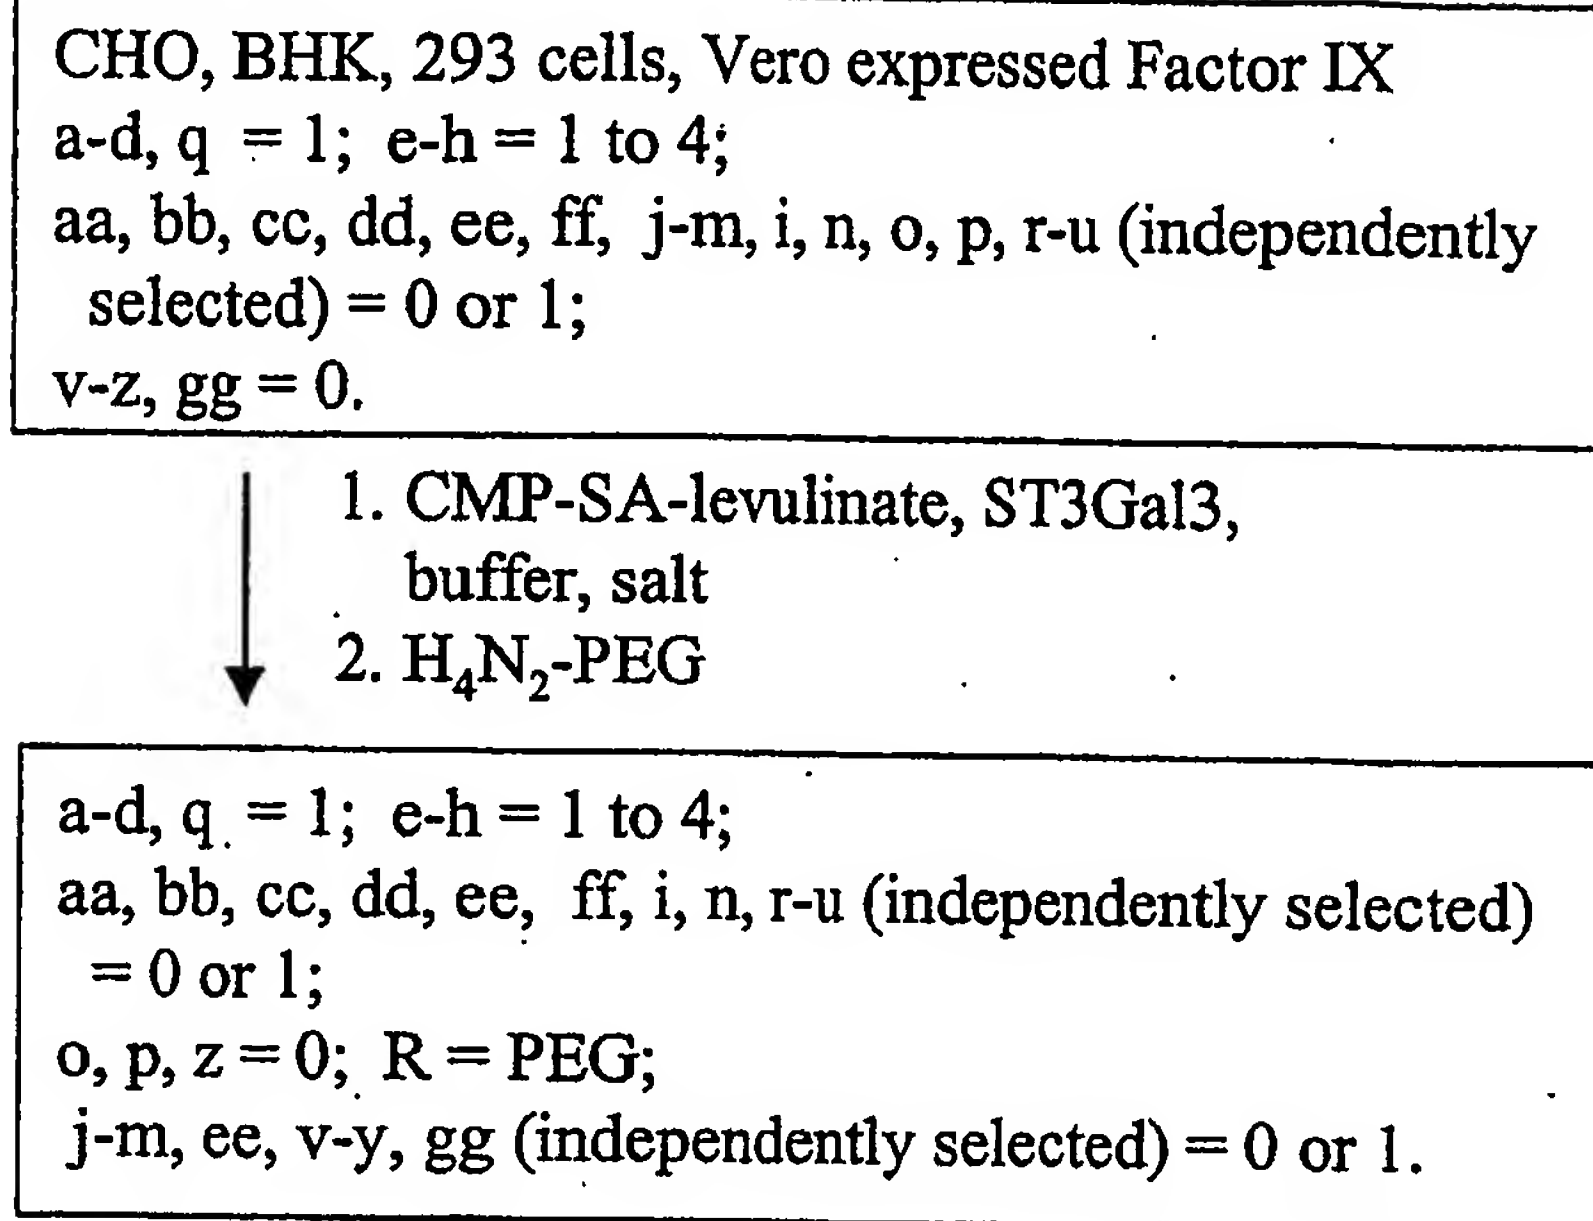 CHO, BHK, 293 cells, Vero expressed Factor IX
a-d, q = 1; e-h = 1 to 4;
aa, bb, cc, dd, ee, ff, j-m, i, n, o, p, r-u (independently
selected) = 0 or 1;
v-z, gg = 0.
1. CMP-SA-levulinate, ST3Gal3,
buffer, salt
2. H₄N₂-PEG
a-d, q = 1; e-h = 1 to 4;
aa, bb, cc, dd, ee, ff, i, n, r-u (independently selected)
= 0 or 1;
o, p, z = 0; R = PEG;
j-m, ee, v-y, gg (independently selected) = 0 or 1.